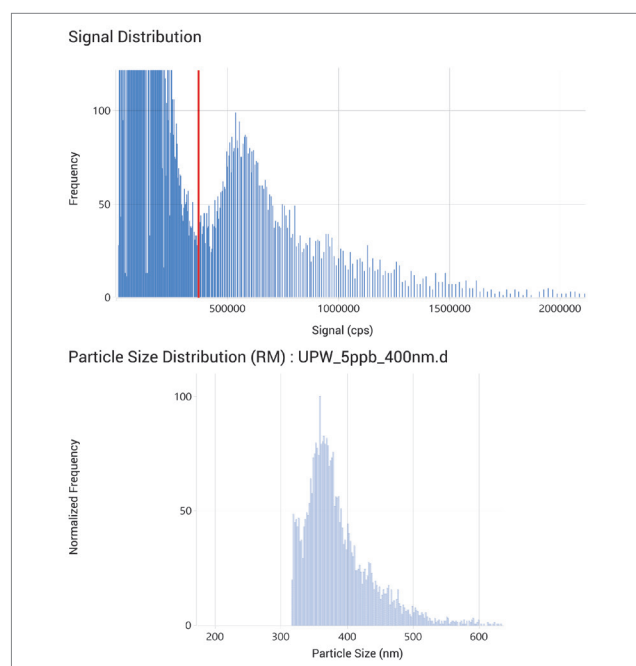 Signal Distribution
100
50
0
Frequency
500000 1000000 1500000 2000000
Signal (cps)
Particle Size Distribution (RM) : UPW_5ppb_400nm.d
100
50
0
Normalized Frequency
200 300 400 500 600
Particle Size (nm)